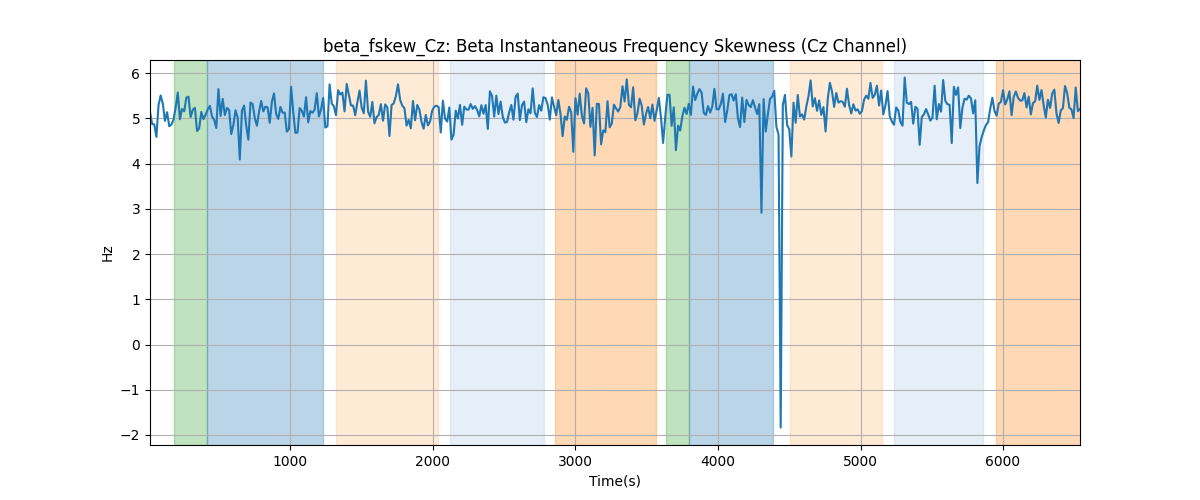 beta_fskew_Cz: Beta Instantaneous Frequency Skewness (Cz Channel)
6
5
4
3
2
1
0
−1
−2
Hz
1000 2000 3000 4000 5000 6000
Time(s)